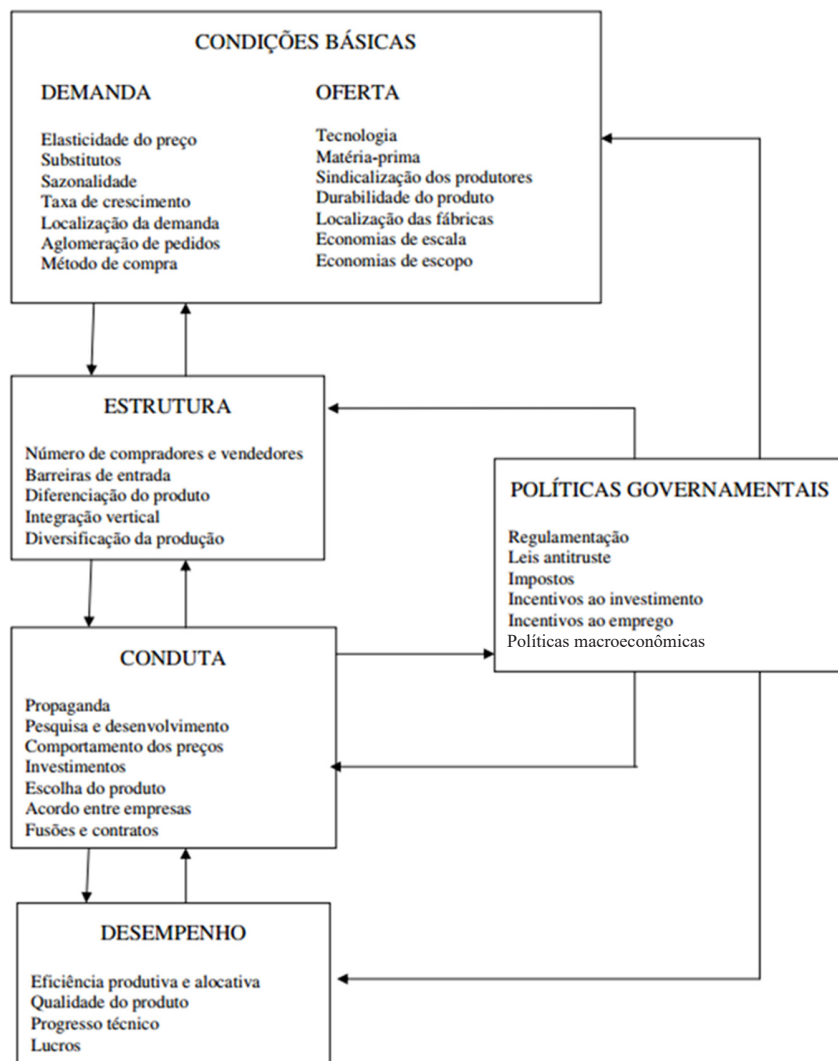 CONDIÇÕES BÁSICAS
DEMANDA
Elasticidade do preço
Substitutos
Sazonalidade
Taxa de crescimento
Localização da demanda
Aglomeração de pedidos
Método de compra
OFERTA
Tecnologia
Matéria-prima
Sindicalização dos produtores
Durabilidade do produto
Localização das fábricas
Economias de escala
Economias de escopo
ESTRUTURA
Número de compradores e vendedores
Barreiras de entrada
Diferenciação do produto
Integração vertical
Diversificação da produção
POLÍTICAS GOVERNAMENTAIS
Regulamentação
Leis antitruste
Impostos
Incentivos ao investimento
Incentivos ao emprego
Políticas macroeconômicas
CONDUTA
Propaganda
Pesquisa e desenvolvimento
Comportamento dos preços
Investimentos
Escolha do produto
Acordo entre empresas
Fusões e contratos
DESEMPENHO
Eficiência produtiva e alocativa
Qualidade do produto
Progresso técnico
Lucros